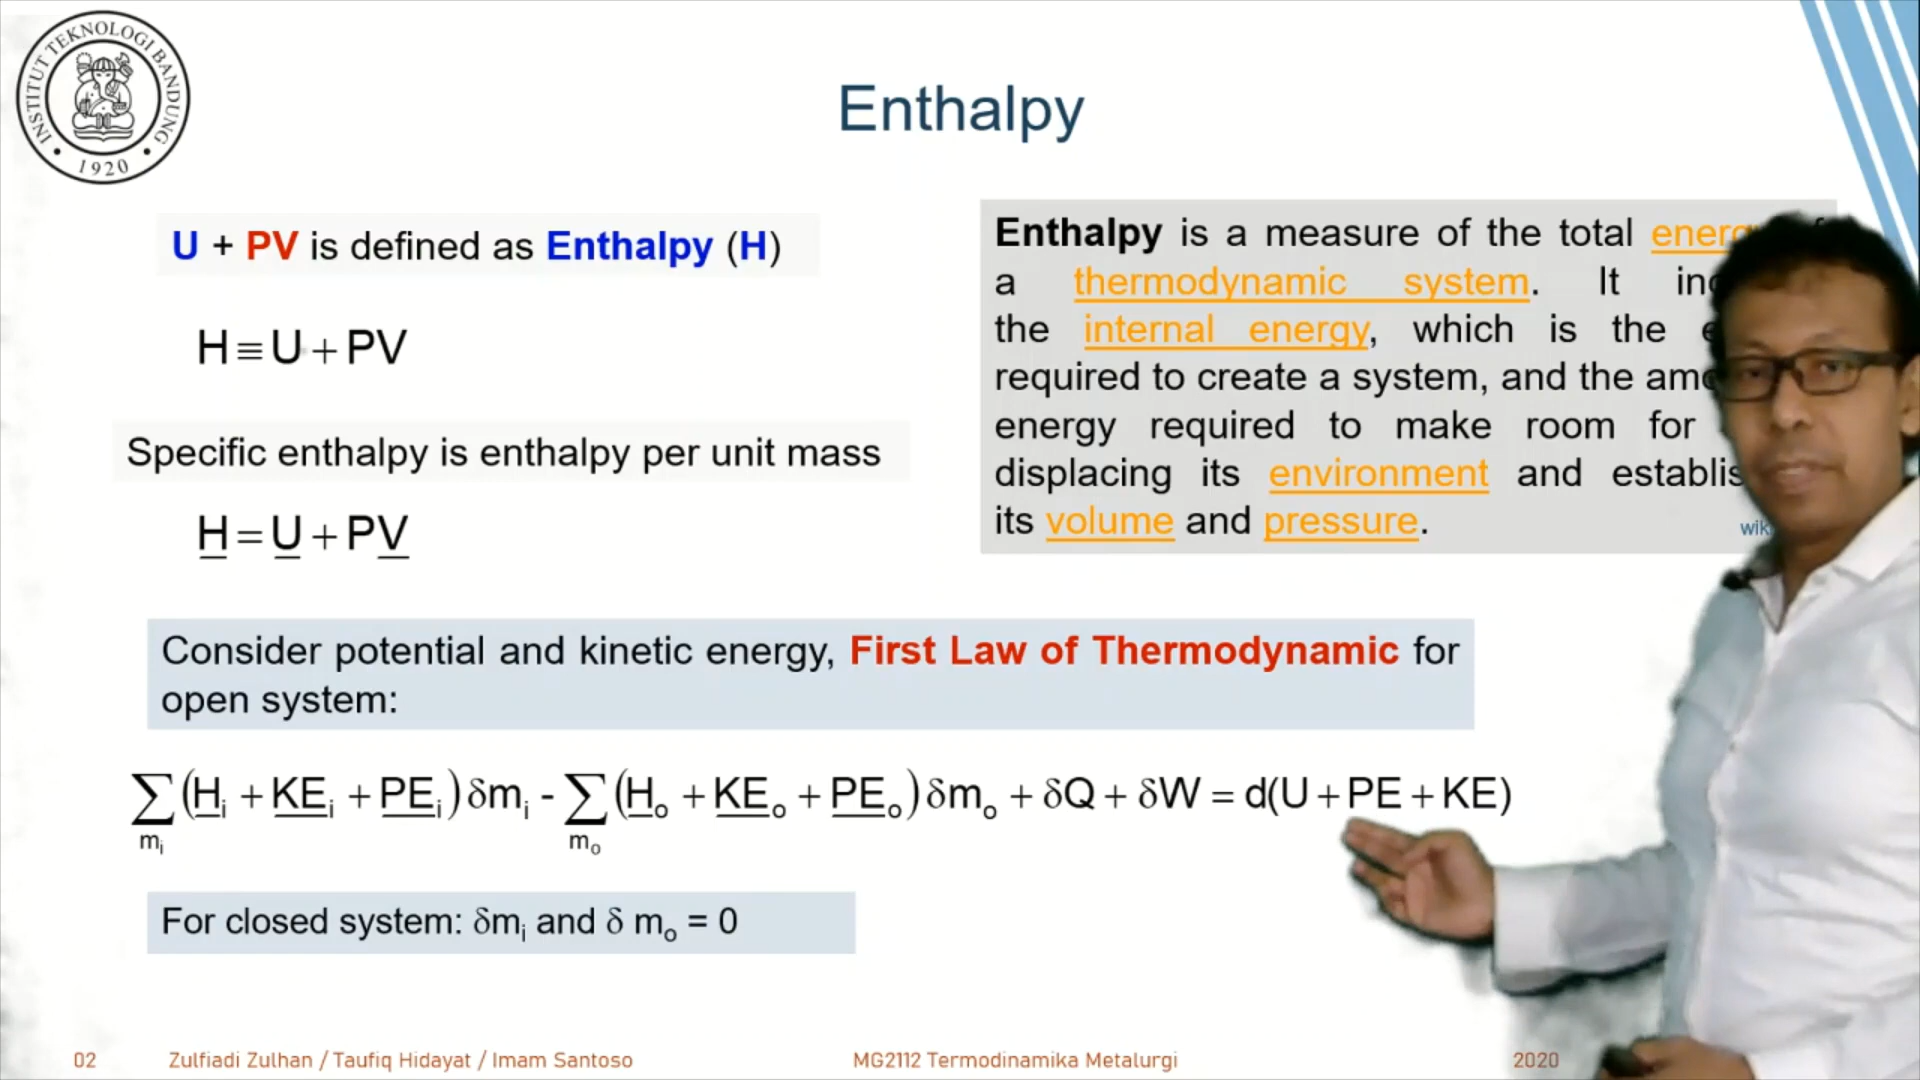 INSTITUT TEKNOLOGI BANDUNG
1920
Enthalpy
U + PV is defined as Enthalpy (H)
H≡U+PV
Specific enthalpy is enthalpy per unit mass
H=U+PV
Enthalpy is a measure of the total
a thermodynamic system. It
the internal energy, which is the
required to create a system, and the
energy required to make room for
displacing its environment and
its volume and pressure.
Consider potential and kinetic energy, First Law of Thermodynamic for
open system:
∑(Hᵢ +KEᵢ +PEᵢ)δmᵢ - ∑(Hₒ +KEₒ +PEₒ)δmₒ + δQ + δW = d(U+PE+KE)
mᵢ mₒ
For closed system: δmᵢ and δ mₒ = 0
02 Zulfiadi Zulhan / Taufiq Hidayat / Imam Santoso MG2112 Termodinamika Metalurgi 2020